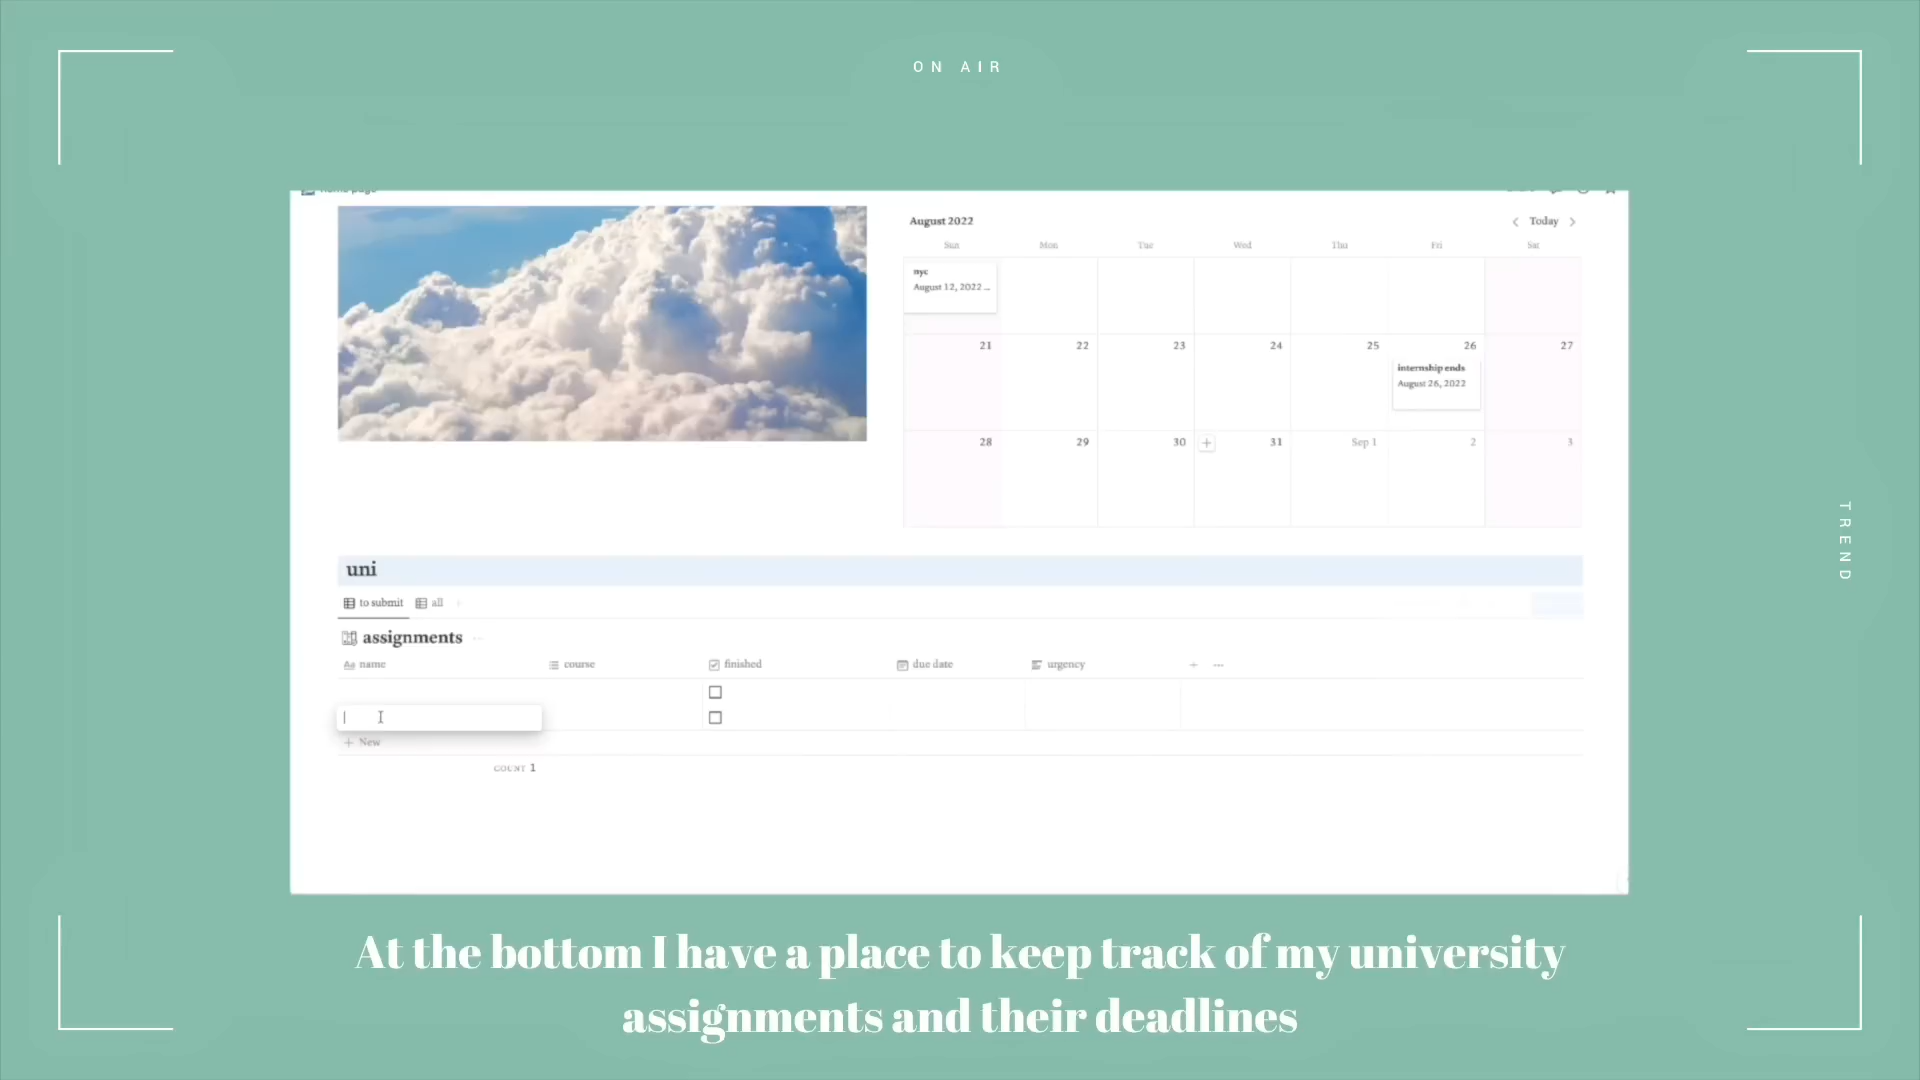 ON AIR
August 2022
Today
Sun Mon Tue Wed Thu Fri Sat
nyc
August 12, 2022 ...
21 22 23 24 25 26 27
internship ends
August 26, 2022
28 29 30 31 Sep 1 2 3
TREND
uni
to submit all
assignments
Aa name course finished due date urgency
+ New
COUNT 1
At the bottom I have a place to keep track of my university
assignments and their deadlines